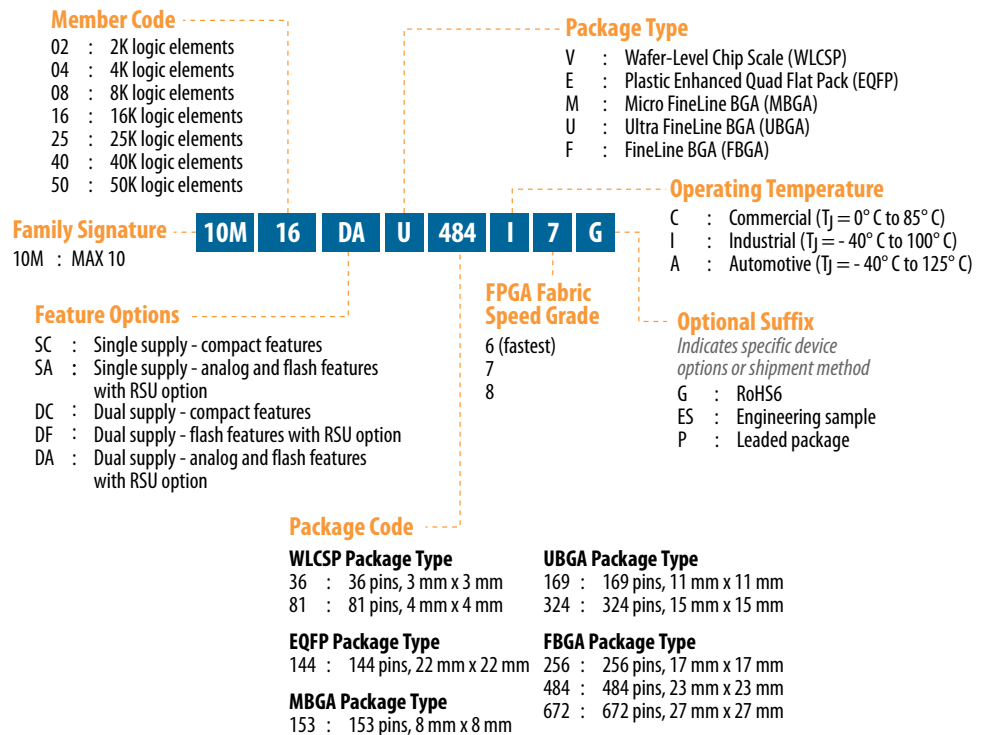 Member Code
02 : 2K logic elements
04 : 4K logic elements
08 : 8K logic elements
16 : 16K logic elements
25 : 25K logic elements
40 : 40K logic elements
50 : 50K logic elements
Package Type
V : Wafer-Level Chip Scale (WLCSP)
E : Plastic Enhanced Quad Flat Pack (EQFP)
M : Micro FineLine BGA (MBGA)
U : Ultra FineLine BGA (UBGA)
F : FineLine BGA (FBGA)
Family Signature
10M : MAX 10
10M 16 DA U 484 I 7 G
Operating Temperature
C : Commercial (TJ = 0° C to 85° C)
I : Industrial (TJ = - 40° C to 100° C)
A : Automotive (TJ = - 40° C to 125° C)
Feature Options
SC : Single supply - compact features
SA : Single supply - analog and flash features
with RSU option
DC : Dual supply - compact features
DF : Dual supply - flash features with RSU option
DA : Dual supply - analog and flash features
with RSU option
FPGA Fabric
Speed Grade
6 (fastest)
7
8
Optional Suffix
Indicates specific device
options or shipment method
G : RoHS6
ES : Engineering sample
P : Leaded package
Package Code
WLCSP Package Type
36 : 36 pins, 3 mm x 3 mm
81 : 81 pins, 4 mm x 4 mm
EQFP Package Type
144 : 144 pins, 22 mm x 22 mm
MBGA Package Type
153 : 153 pins, 8 mm x 8 mm
UBGA Package Type
169 : 169 pins, 11 mm x 11 mm
324 : 324 pins, 15 mm x 15 mm
FBGA Package Type
256 : 256 pins, 17 mm x 17 mm
484 : 484 pins, 23 mm x 23 mm
672 : 672 pins, 27 mm x 27 mm